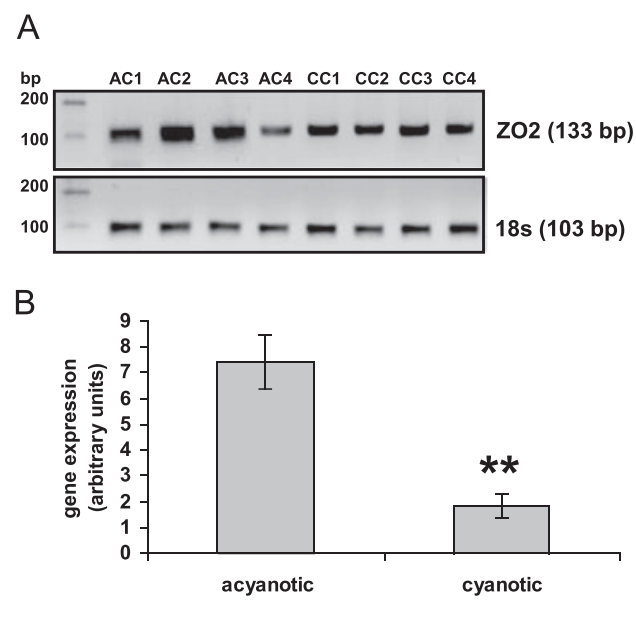 A
bp AC1 AC2 AC3 AC4 CC1 CC2 CC3 CC4
200
100
ZO2 (133 bp)
200
100
18s (103 bp)
B
gene expression
(arbitrary units)
9
8
7
6
5
4
3
2
1
0
**
acyanotic cyanotic